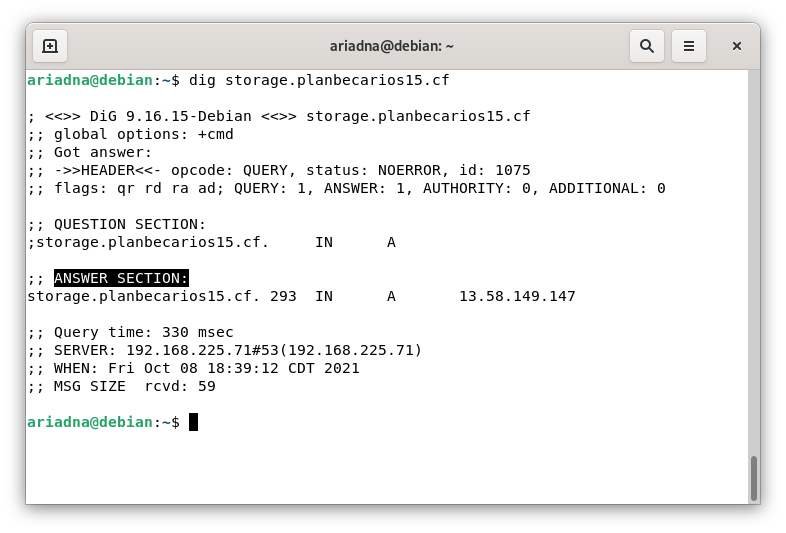 ariadna@debian: ~
ariadna@debian:~$ dig storage.planbecarios15.cf
; <<>> DiG 9.16.15-Debian <<>> storage.planbecarios15.cf
;; global options: +cmd
;; Got answer:
;; ->>HEADER<<- opcode: QUERY, status: NOERROR, id: 1075
;; flags: qr rd ra ad; QUERY: 1, ANSWER: 1, AUTHORITY: 0, ADDITIONAL: 0
;; QUESTION SECTION:
;storage.planbecarios15.cf.     IN      A
;; ANSWER SECTION:
storage.planbecarios15.cf. 293  IN      A       13.58.149.147
;; Query time: 330 msec
;; SERVER: 192.168.225.71#53(192.168.225.71)
;; WHEN: Fri Oct 08 18:39:12 CDT 2021
;; MSG SIZE  rcvd: 59
ariadna@debian:~$